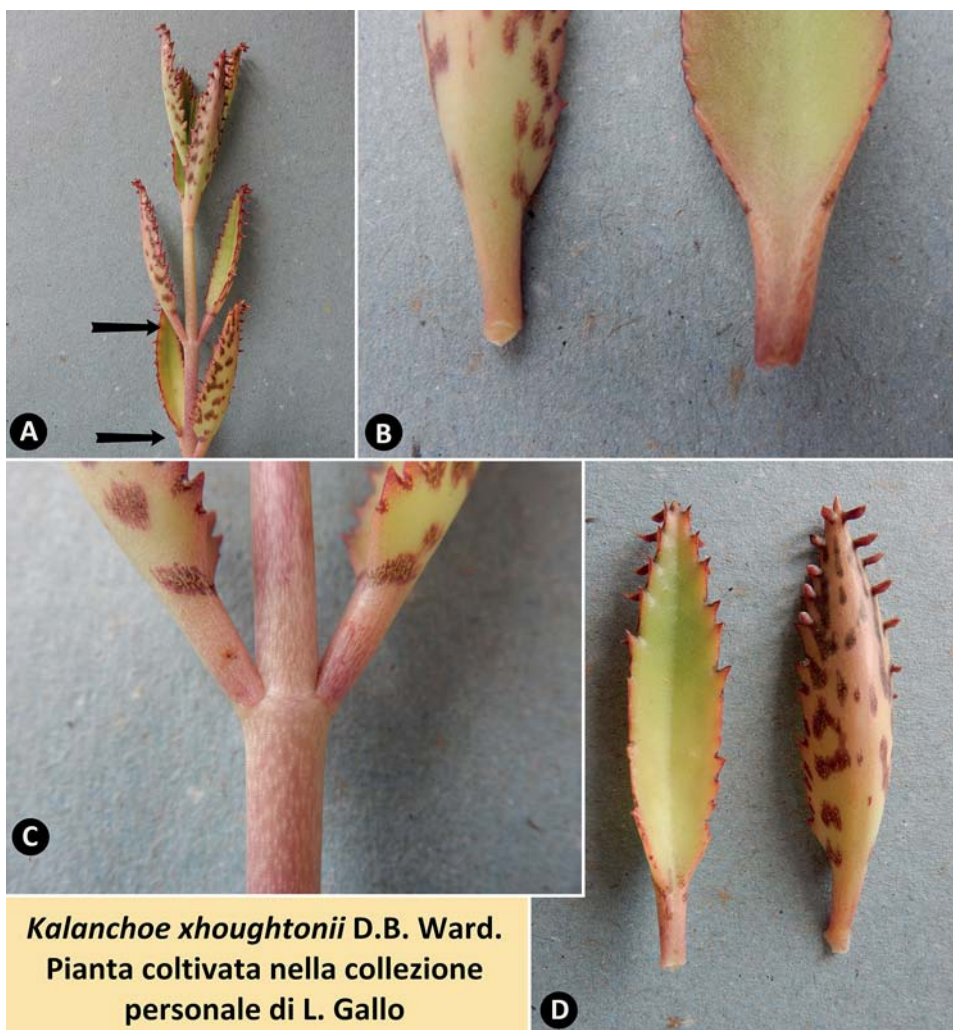 A
B
C
Kalanchoe xhoughtonii D.B. Ward.
Pianta coltivata nella collezione
personale di L. Gallo
D